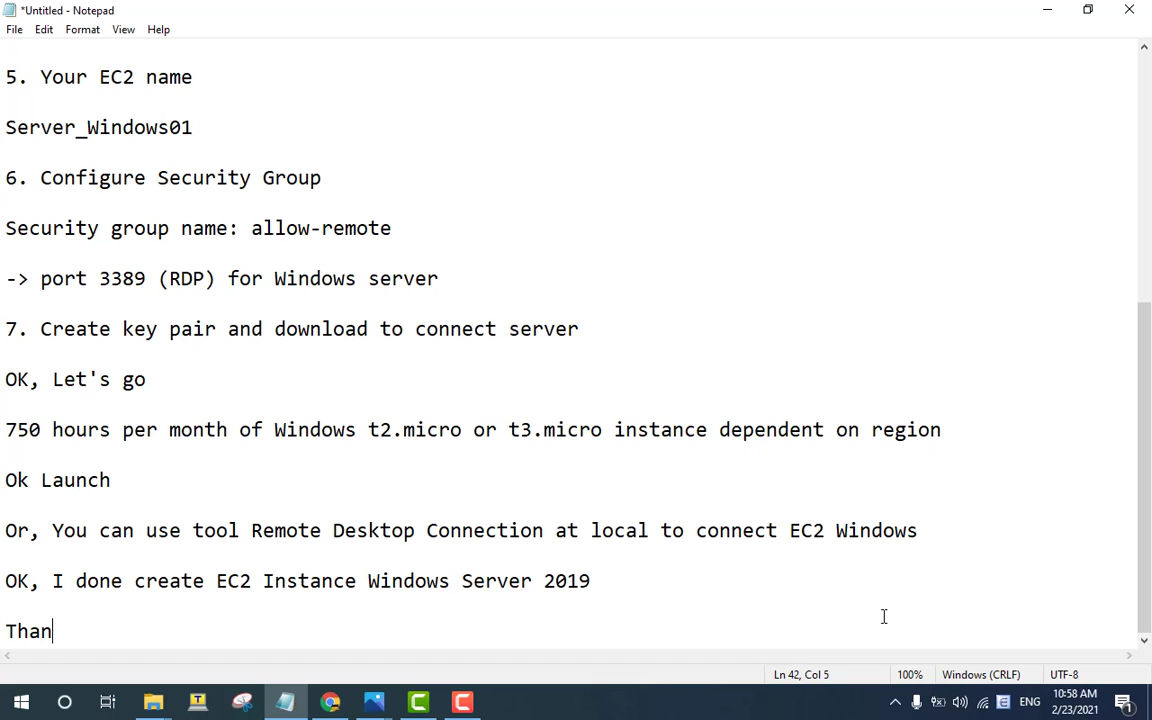 *Untitled - Notepad
File Edit Format View Help
5. Your EC2 name
Server_Windows01
6. Configure Security Group
Security group name: allow-remote
-> port 3389 (RDP) for Windows server
7. Create key pair and download to connect server
OK, Let's go
750 hours per month of Windows t2.micro or t3.micro instance dependent on region
Ok Launch
Or, You can use tool Remote Desktop Connection at local to connect EC2 Windows
OK, I done create EC2 Instance Windows Server 2019
Than
Ln 42, Col 5 100% Windows (CRLF) UTF-8
T C C E ENG 10:58 AM
2/23/2021 1